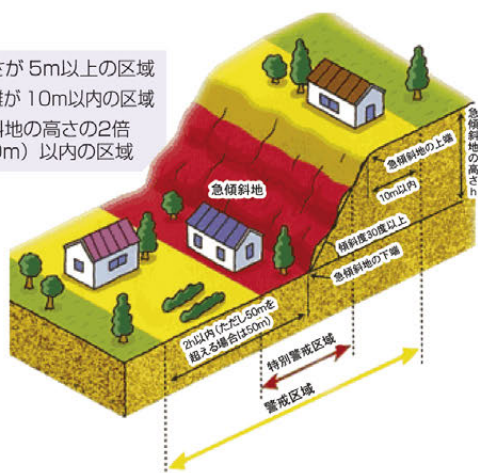 さが 5m以上の区域
離が 10m以内の区域
斜地の高さの2倍
0m）以内の区域
急傾斜地
急傾斜地の上端
10m以内
急傾斜地の高さh
傾斜度30度以上
急傾斜地の下端
2h以内（ただし50mを
超える場合は50m）
特別警戒区域
警戒区域